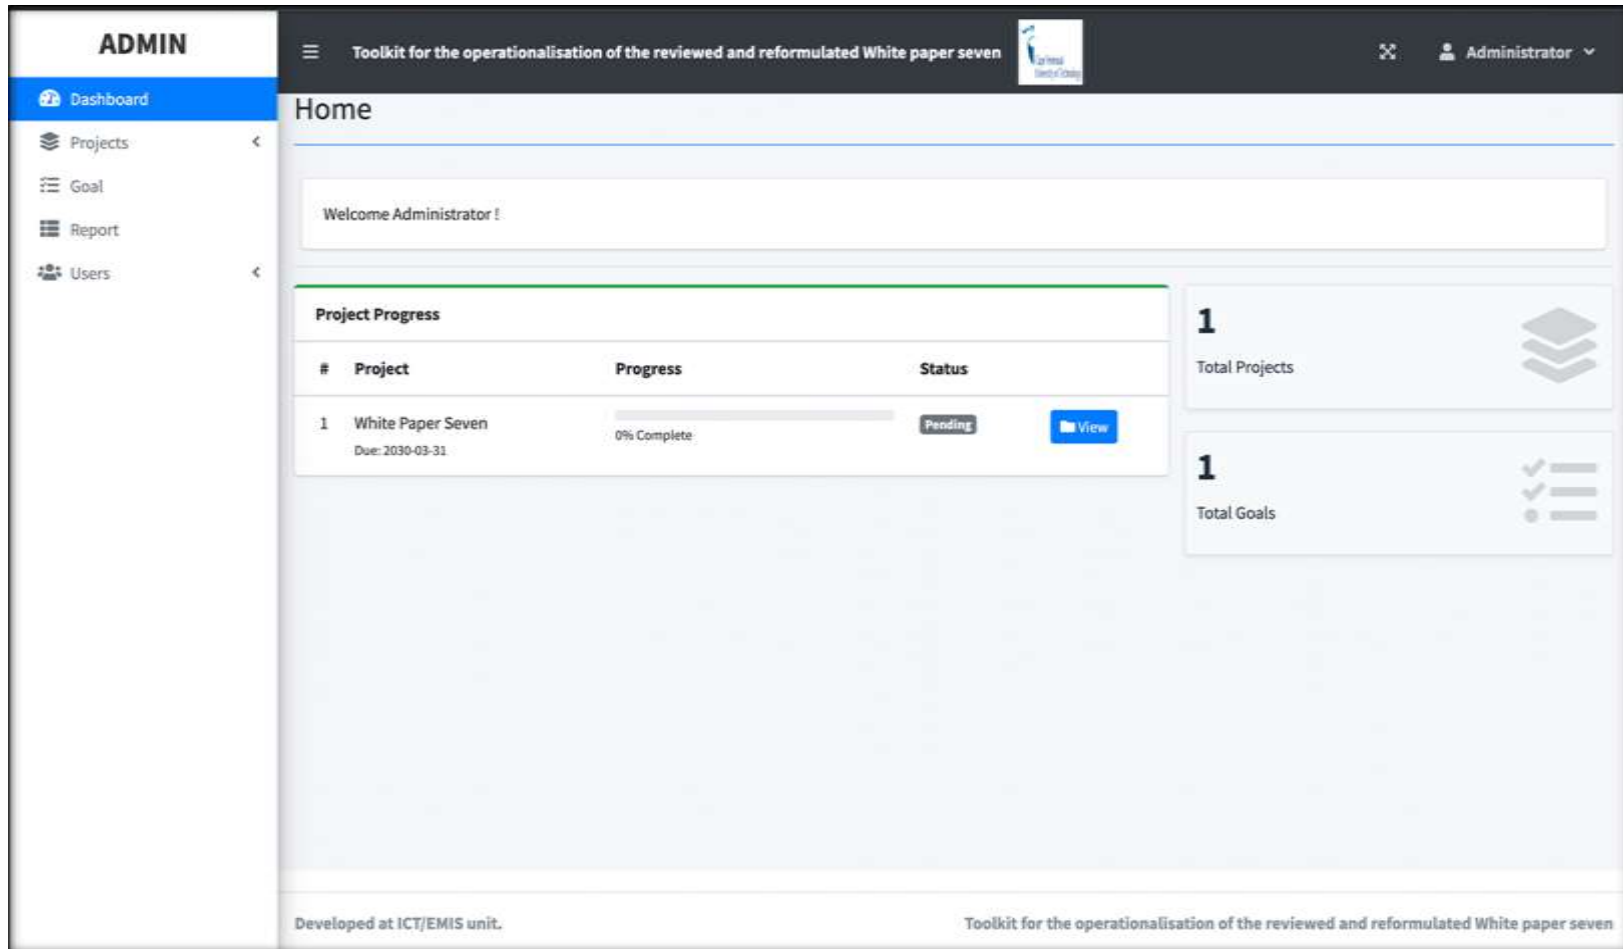 ADMIN
Toolkit for the operationalisation of the reviewed and reformulated White paper seven
Administrator
Dashboard
Projects
Goal
Report
Users
Home
Welcome Administrator !
Project Progress
# Project Progress Status
1 White Paper Seven 0% Complete Pending View
Due: 2030-03-31
1
Total Projects
1
Total Goals
Developed at ICT/EMIS unit.
Toolkit for the operationalisation of the reviewed and reformulated White paper seven